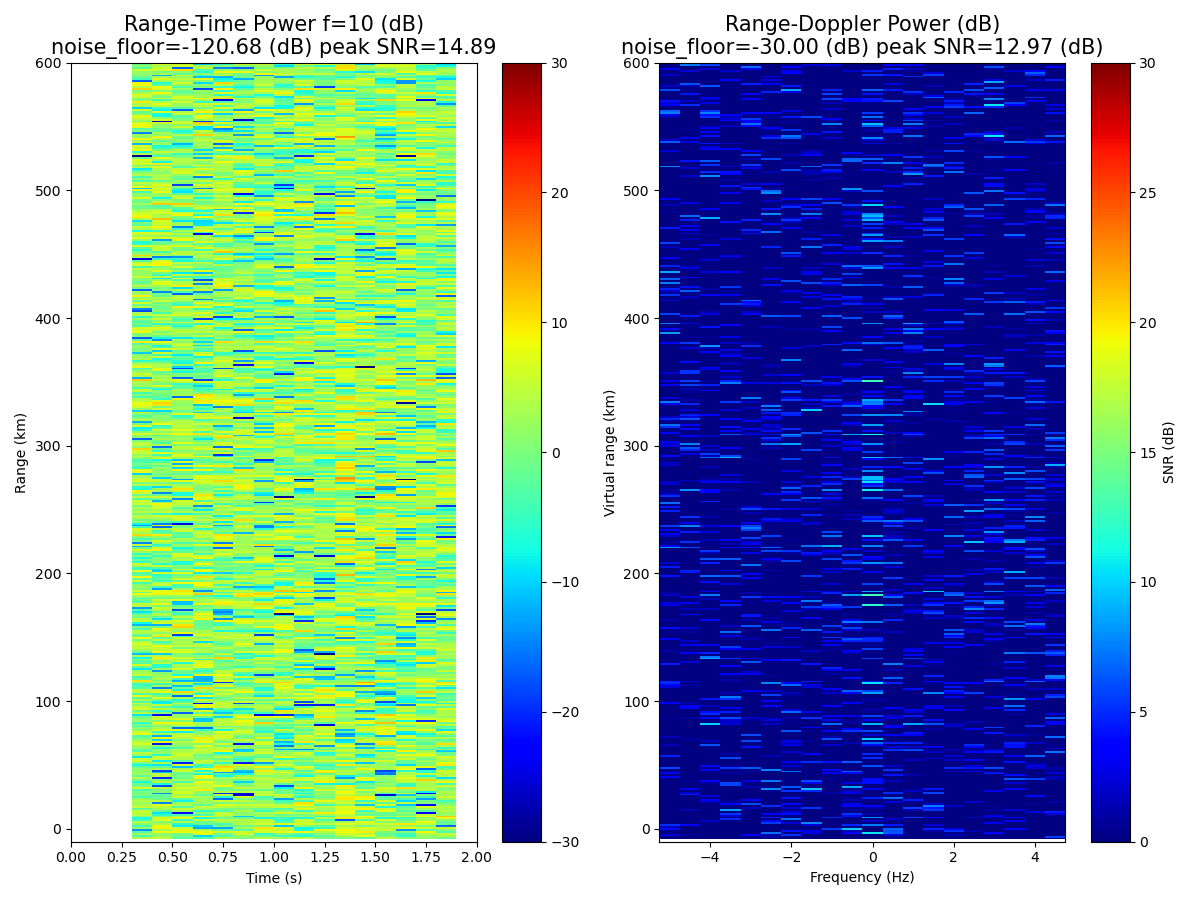 Range-Time Power f=10 (dB)
noise_floor=-120.68 (dB) peak SNR=14.89
600
500
400
300
200
100
0
Range (km)
0.00 0.25 0.50 0.75 1.00 1.25 1.50 1.75 2.00
Time (s)
30
20
10
0
−10
−20
−30
Range-Doppler Power (dB)
noise_floor=-30.00 (dB) peak SNR=12.97 (dB)
600
500
400
300
200
100
0
Virtual range (km)
−4 −2 0 2 4
Frequency (Hz)
30
25
20
15
10
5
0
SNR (dB)